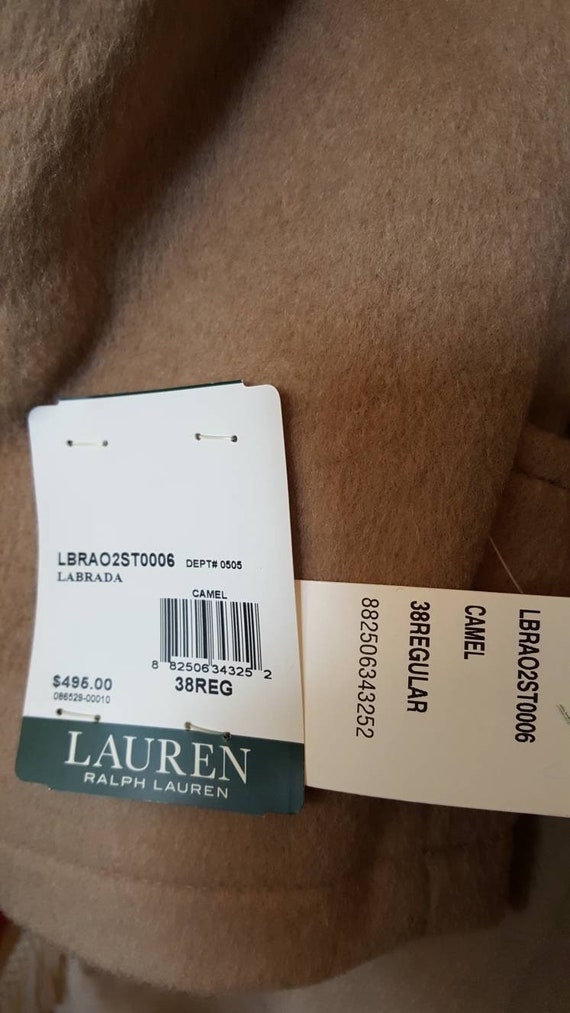 LBRAO2ST0006 DEPT# 0505
LABRADA
CAMEL
8 82506 34325 2
$495.00 38REG
086529-00010
LAUREN
RALPH LAUREN
LBRAO2ST0006
CAMEL
38REGULAR
882506343252